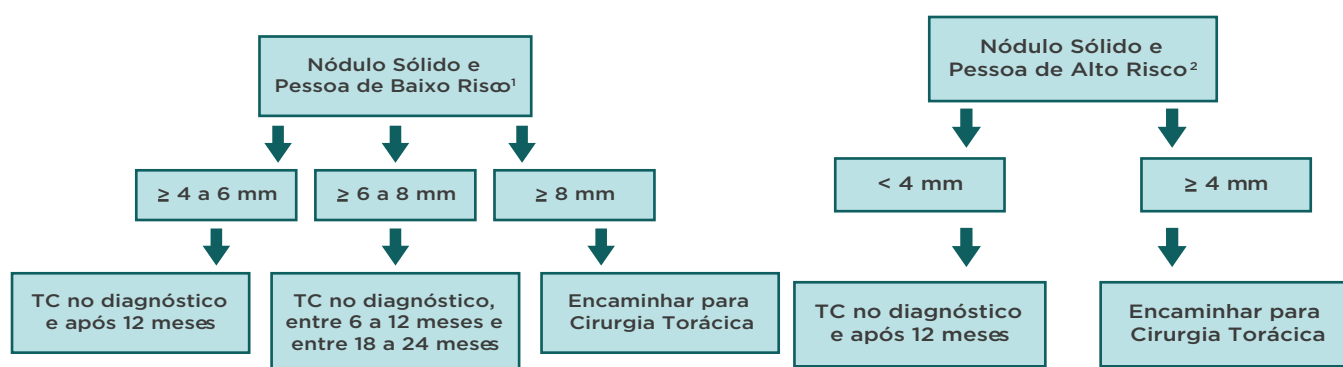 Nódulo Sólido e
Pessoa de Baixo Risco¹
≥ 4 a 6 mm
≥ 6 a 8 mm
≥ 8 mm
TC no diagnóstico
e após 12 meses
TC no diagnóstico,
entre 6 a 12 meses e
entre 18 a 24 meses
Encaminhar para
Cirurgia Torácica
Nódulo Sólido e
Pessoa de Alto Risco²
< 4 mm
≥ 4 mm
TC no diagnóstico
e após 12 meses
Encaminhar para
Cirurgia Torácica